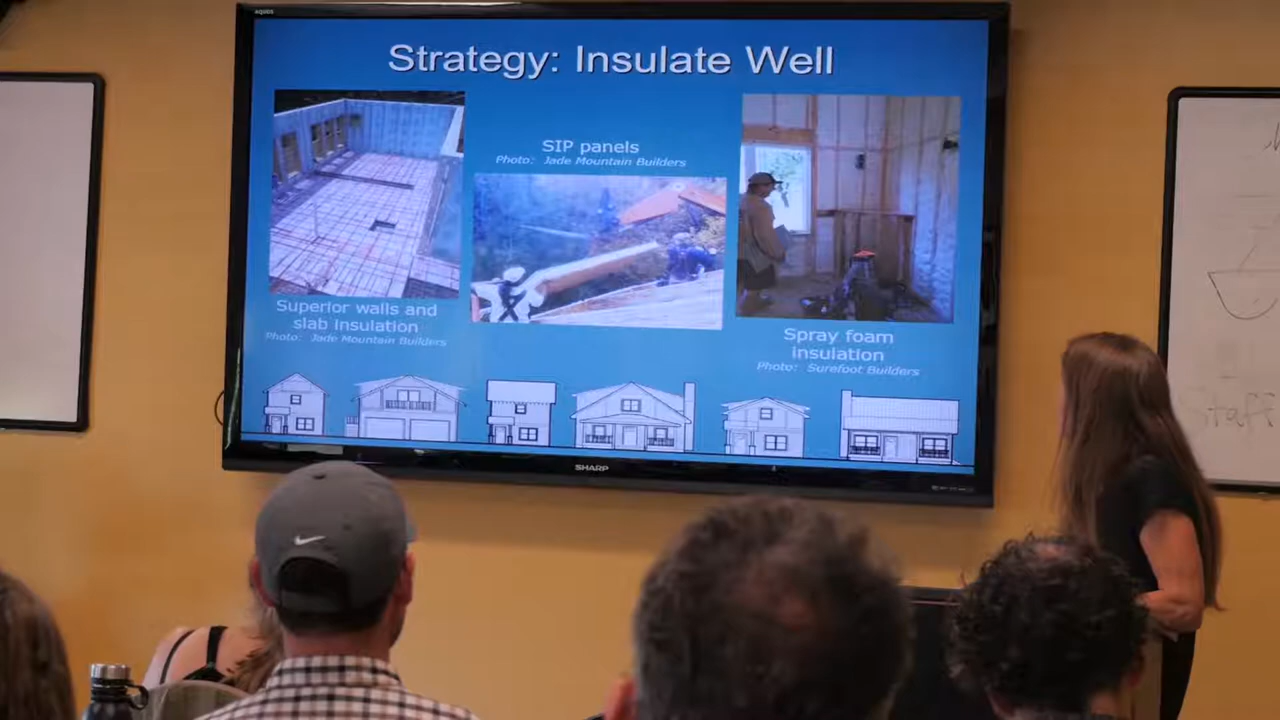 AQUOS
Strategy: Insulate Well
SIP panels
Photo: Jade Mountain Builders
Superior walls and
slab insulation
Photo: Jade Mountain Builders
Spray foam
insulation
Photo: Surefoot Builders
SHARP